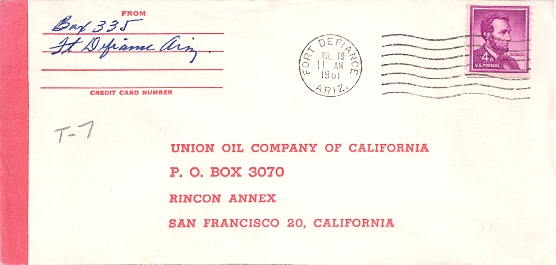 FROM
Box 335
Ft Defiance Ariz.
CREDIT CARD NUMBER
T-7
FORT DEFIANCE
JUL 19
11 AM
1961
ARIZ.
4¢
U.S. POSTAGE
UNION OIL COMPANY OF CALIFORNIA
P. O. BOX 3070
RINCON ANNEX
SAN FRANCISCO 20, CALIFORNIA